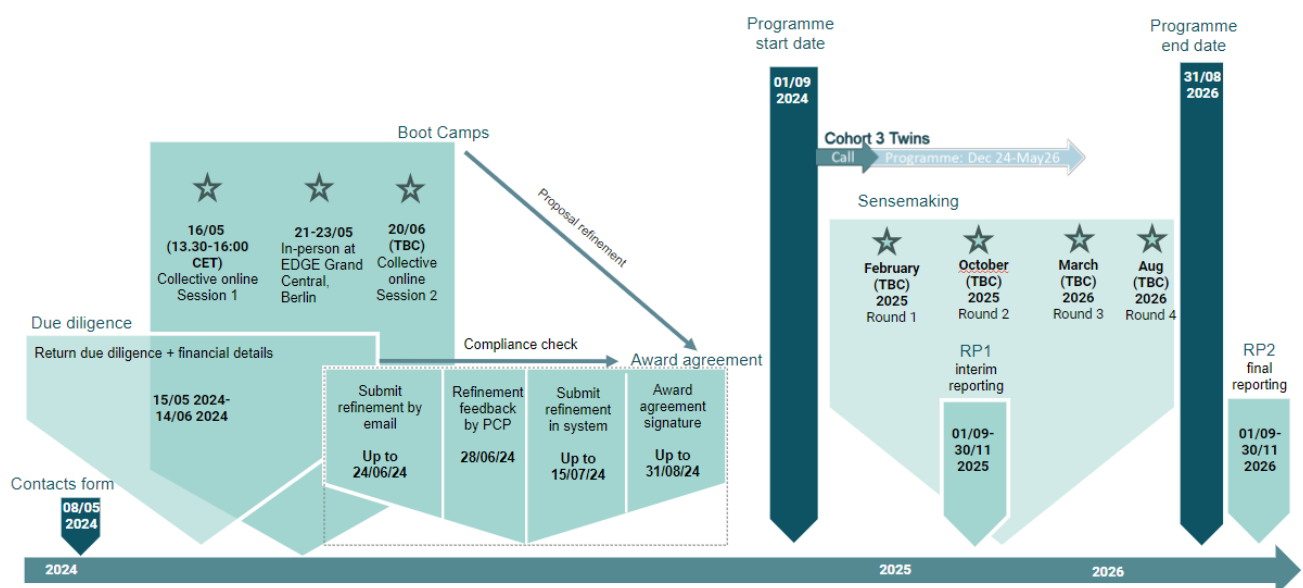 Programme
start date
01/09
2024
Programme
end date
31/08
2026
Cohort 3 Twins
Call
Programme: Dec 24-May26
Boot Camps
16/05
(13.30-16:00
CET)
Collective online
Session 1
21-23/05
In-person at
EDGE Grand
Central,
Berlin
20/06
(TBC)
Collective
online
Session 2
Proposal refinement
Sensemaking
February
(TBC)
2025
Round 1
October
(TBC)
2025
Round 2
March
(TBC)
2026
Round 3
Aug
(TBC)
2026
Round 4
Due diligence
Return due diligence + financial details
15/05 2024-
14/06 2024
Compliance check
Award agreement
Submit
refinement by
email
Up to
24/06/24
Refinement
feedback
by PCP
28/06/24
Submit
refinement
in system
Up to
15/07/24
Award
agreement
signature
Up to
31/08/24
RP1
interim
reporting
01/09-
30/11
2025
RP2
final
reporting
01/09-
30/11
2026
Contacts form
08/05
2024
2024
2025
2026